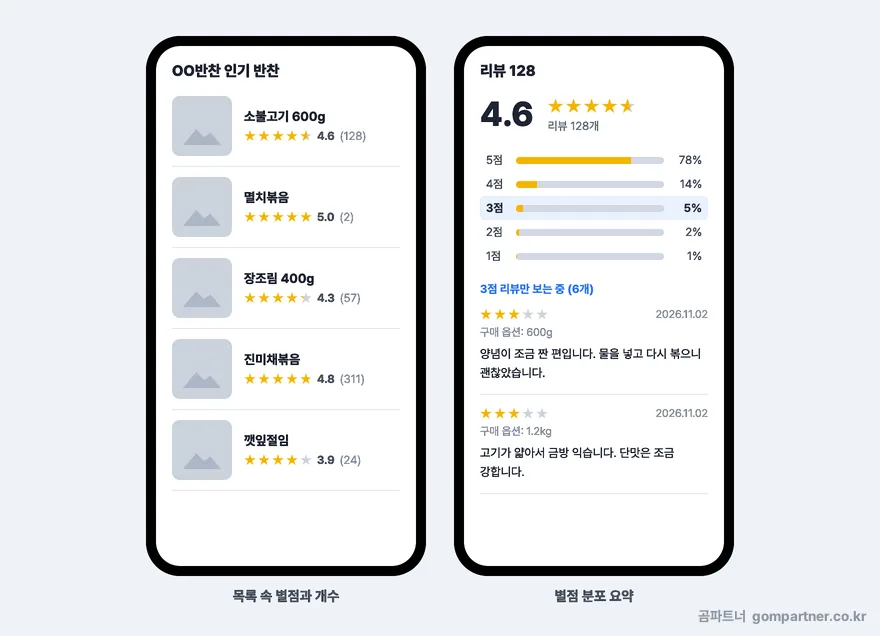 OO반찬 인기 반찬
소불고기 600g
★★★★★ 4.6 (128)
멸치볶음
★★★★★ 5.0 (2)
장조림 400g
★★★★★ 4.3 (57)
진미채볶음
★★★★★ 4.8 (311)
깻잎절임
★★★★★ 3.9 (24)
목록 속 별점과 개수
리뷰 128
4.6 ★★★★★
리뷰 128개
5점 78%
4점 14%
3점 5%
2점 2%
1점 1%
3점 리뷰만 보는 중 (6개)
★★★★★ 2026.11.02
구매 옵션: 600g
양념이 조금 짠 편입니다. 물을 넣고 다시 볶으니
괜찮았습니다.
★★★★★ 2026.11.02
구매 옵션: 1.2kg
고기가 얇아서 금방 익습니다. 단맛은 조금
강합니다.
별점 분포 요약
곰파트너 gompartner.co.kr